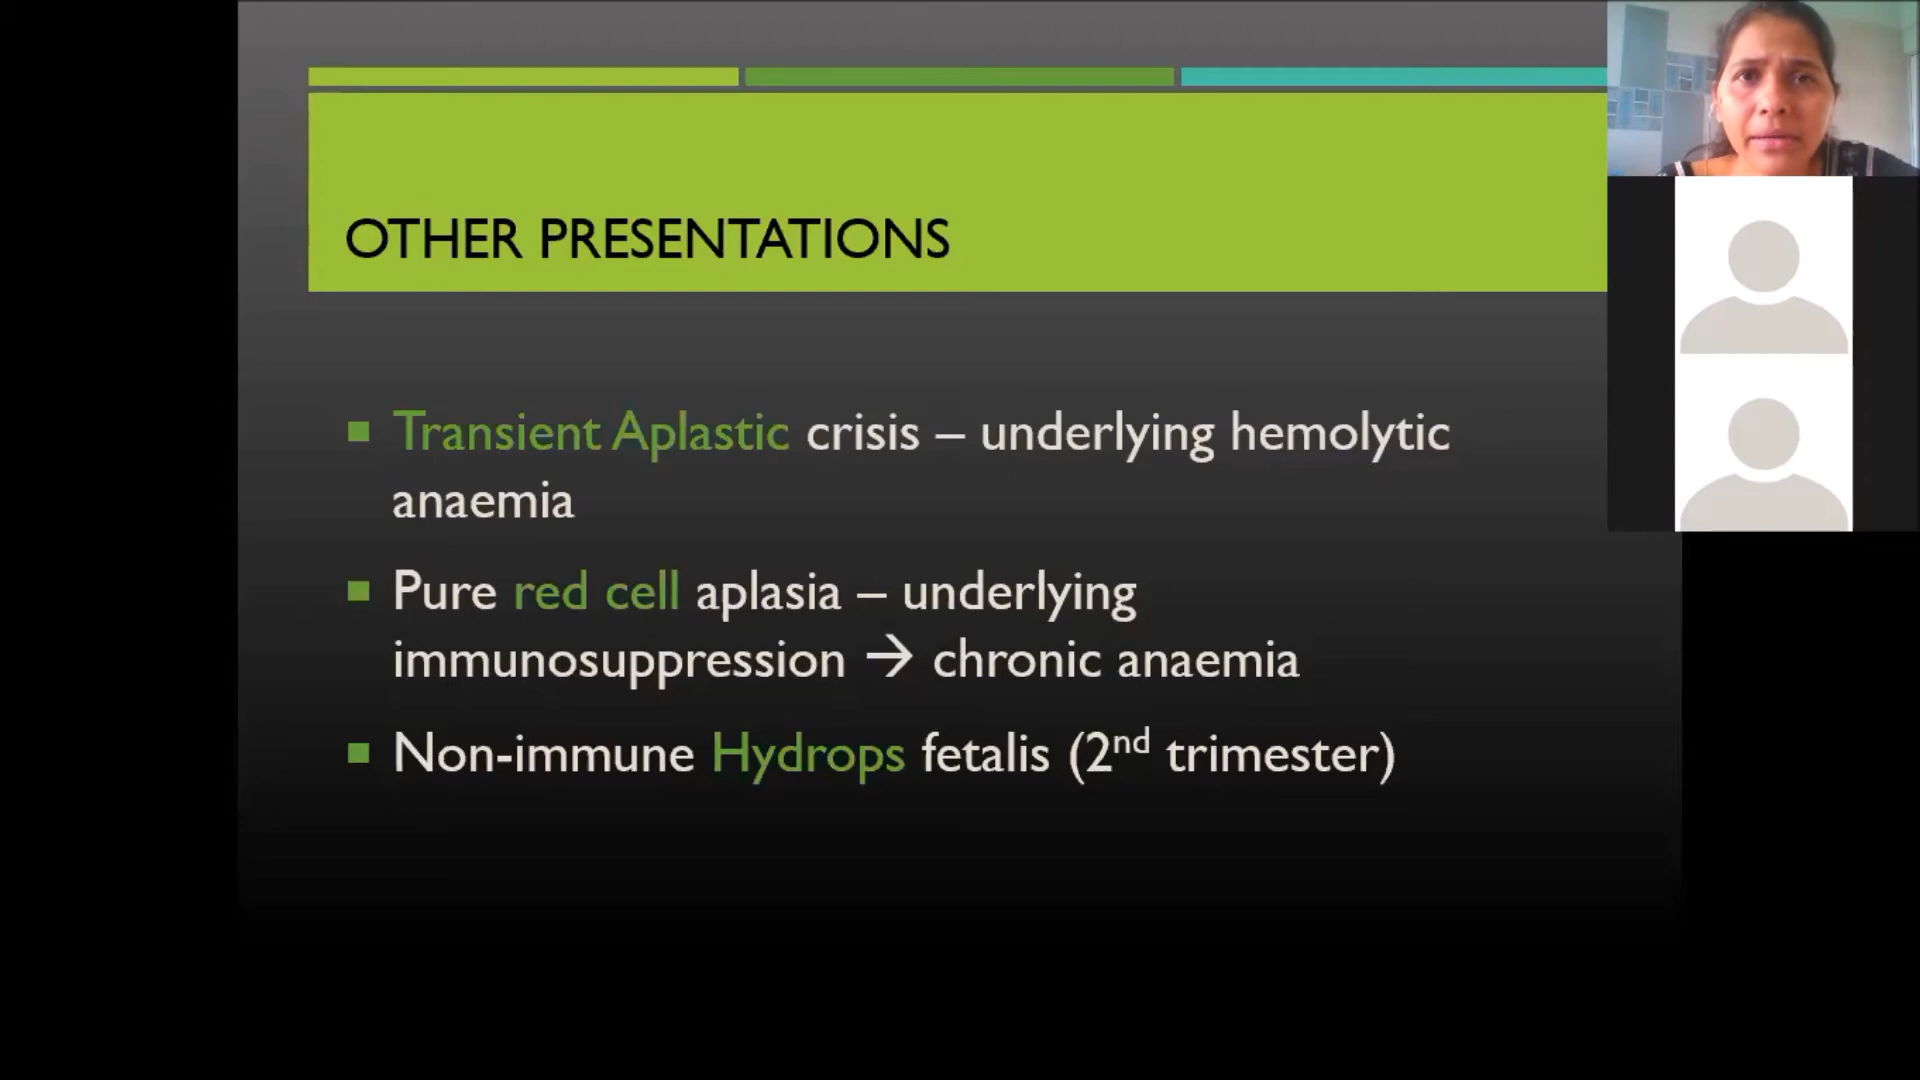 OTHER PRESENTATIONS
Transient Aplastic crisis – underlying hemolytic
anaemia
Pure red cell aplasia – underlying
immunosuppression → chronic anaemia
Non-immune Hydrops fetalis (2nd trimester)